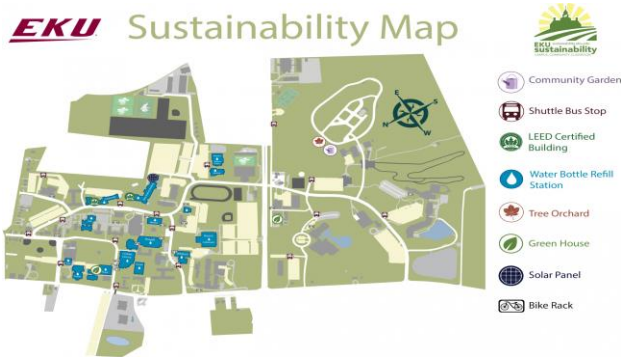 EKU Sustainability Map
EKU
sustainability
Community Garden
Shuttle Bus Stop
LEED Certified
Building
Water Bottle Refill
Station
Tree Orchard
Green House
Solar Panel
Bike Rack
E
S
N
W